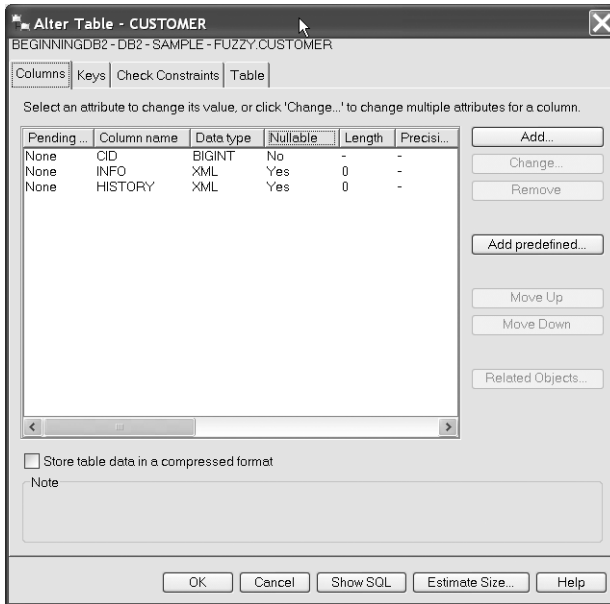 Alter Table - CUSTOMER
BEGINNINGDB2 - DB2 - SAMPLE - FUZZY.CUSTOMER
Columns Keys Check Constraints Table
Select an attribute to change its value, or click 'Change...' to change multiple attributes for a column.
Pending ... Column name Data type Nullable Length Precisi...
None CID BIGINT No - -
None INFO XML Yes 0 -
None HISTORY XML Yes 0 -
Add...
Change...
Remove
Add predefined...
Move Up
Move Down
Related Objects...
Store table data in a compressed format
Note
OK Cancel Show SQL Estimate Size... Help